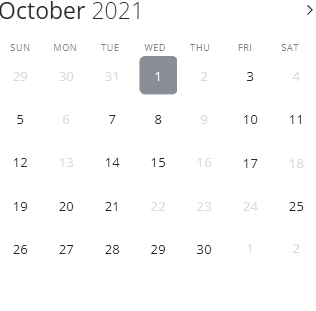 October 2021
SUN MON TUE WED THU FRI SAT
29 30 31 1 2 3 4
5 6 7 8 9 10 11
12 13 14 15 16 17 18
19 20 21 22 23 24 25
26 27 28 29 30 1 2